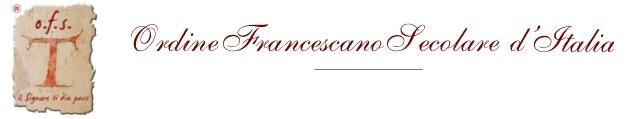 ®
o.f.s.
T
il Signore ti dia pace
Ordine Francescano Secolare d'Italia